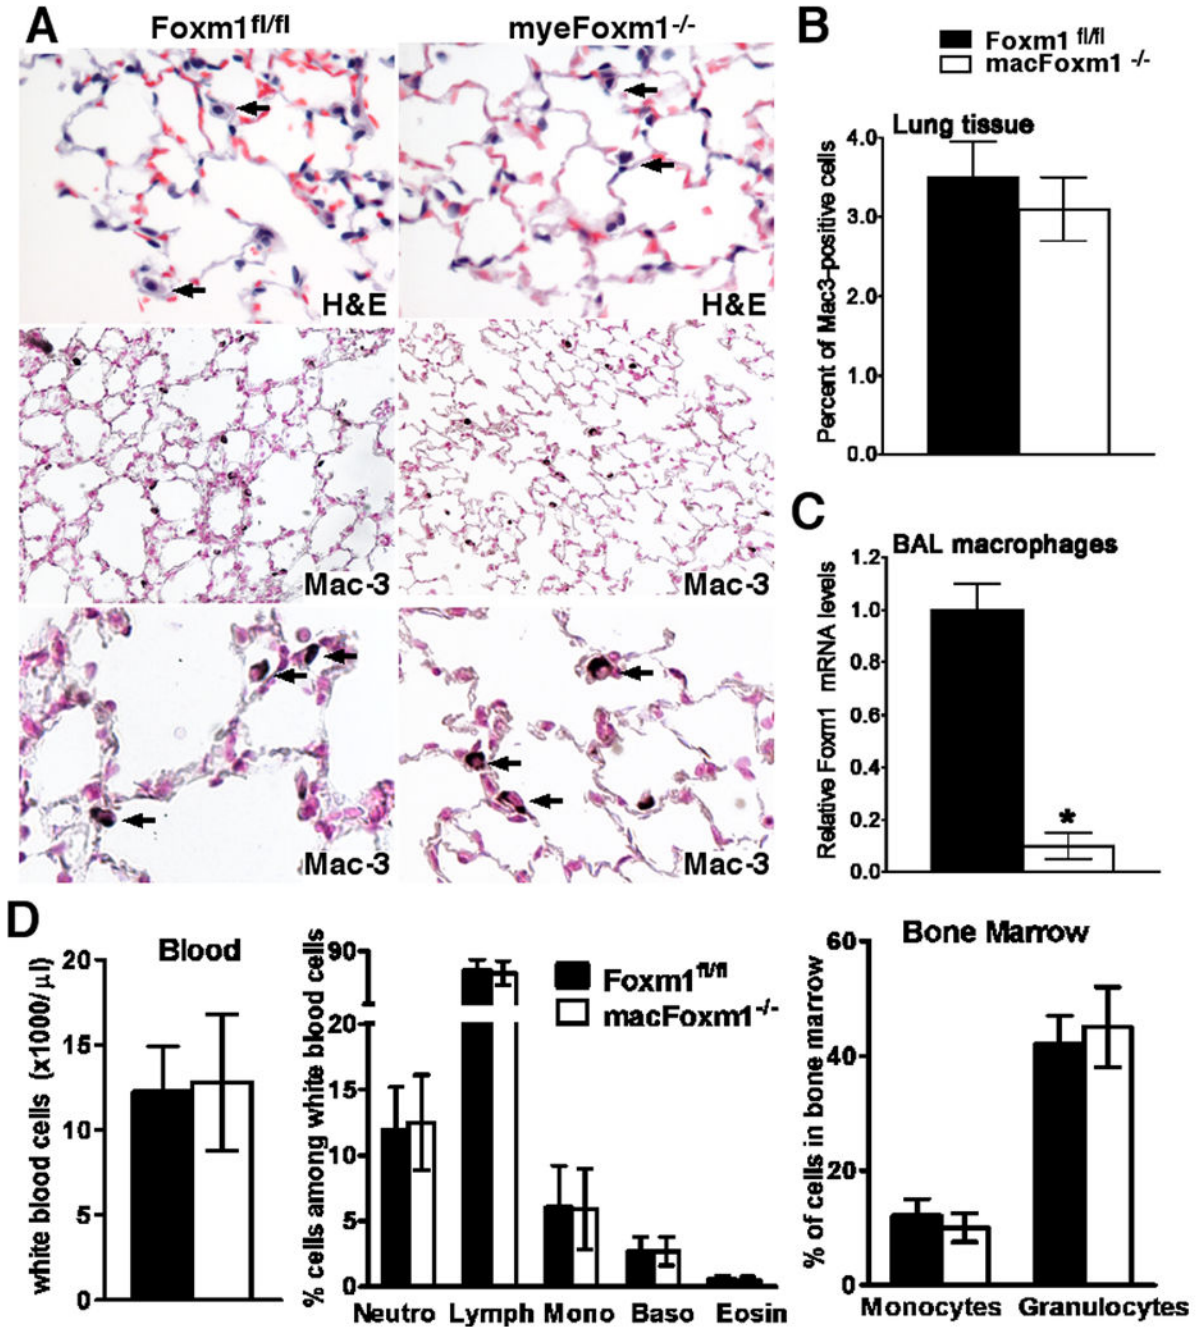 A
Foxm1fl/fl
myeFoxm1-/-
H&E
H&E
Mac-3
Mac-3
Mac-3
Mac-3
B
Foxm1 fl/fl
macFoxm1 -/-
Lung tissue
Percent of Mac3-positive cells
4.0
3.0
2.0
1.0
0.0
C
BAL macrophages
Relative Foxm1 mRNA levels
1.2
1.0
0.8
0.6
0.4
0.2
0.0
*
D
Blood
white blood cells (x1000/µl)
20
15
10
5
0
% cells among white blood cells
90
20
15
10
5
0
Foxm1fl/fl
macFoxm1-/-
Neutro Lymph Mono Baso Eosin
Bone Marrow
% of cells in bone marrow
60
40
20
0
Monocytes Granulocytes